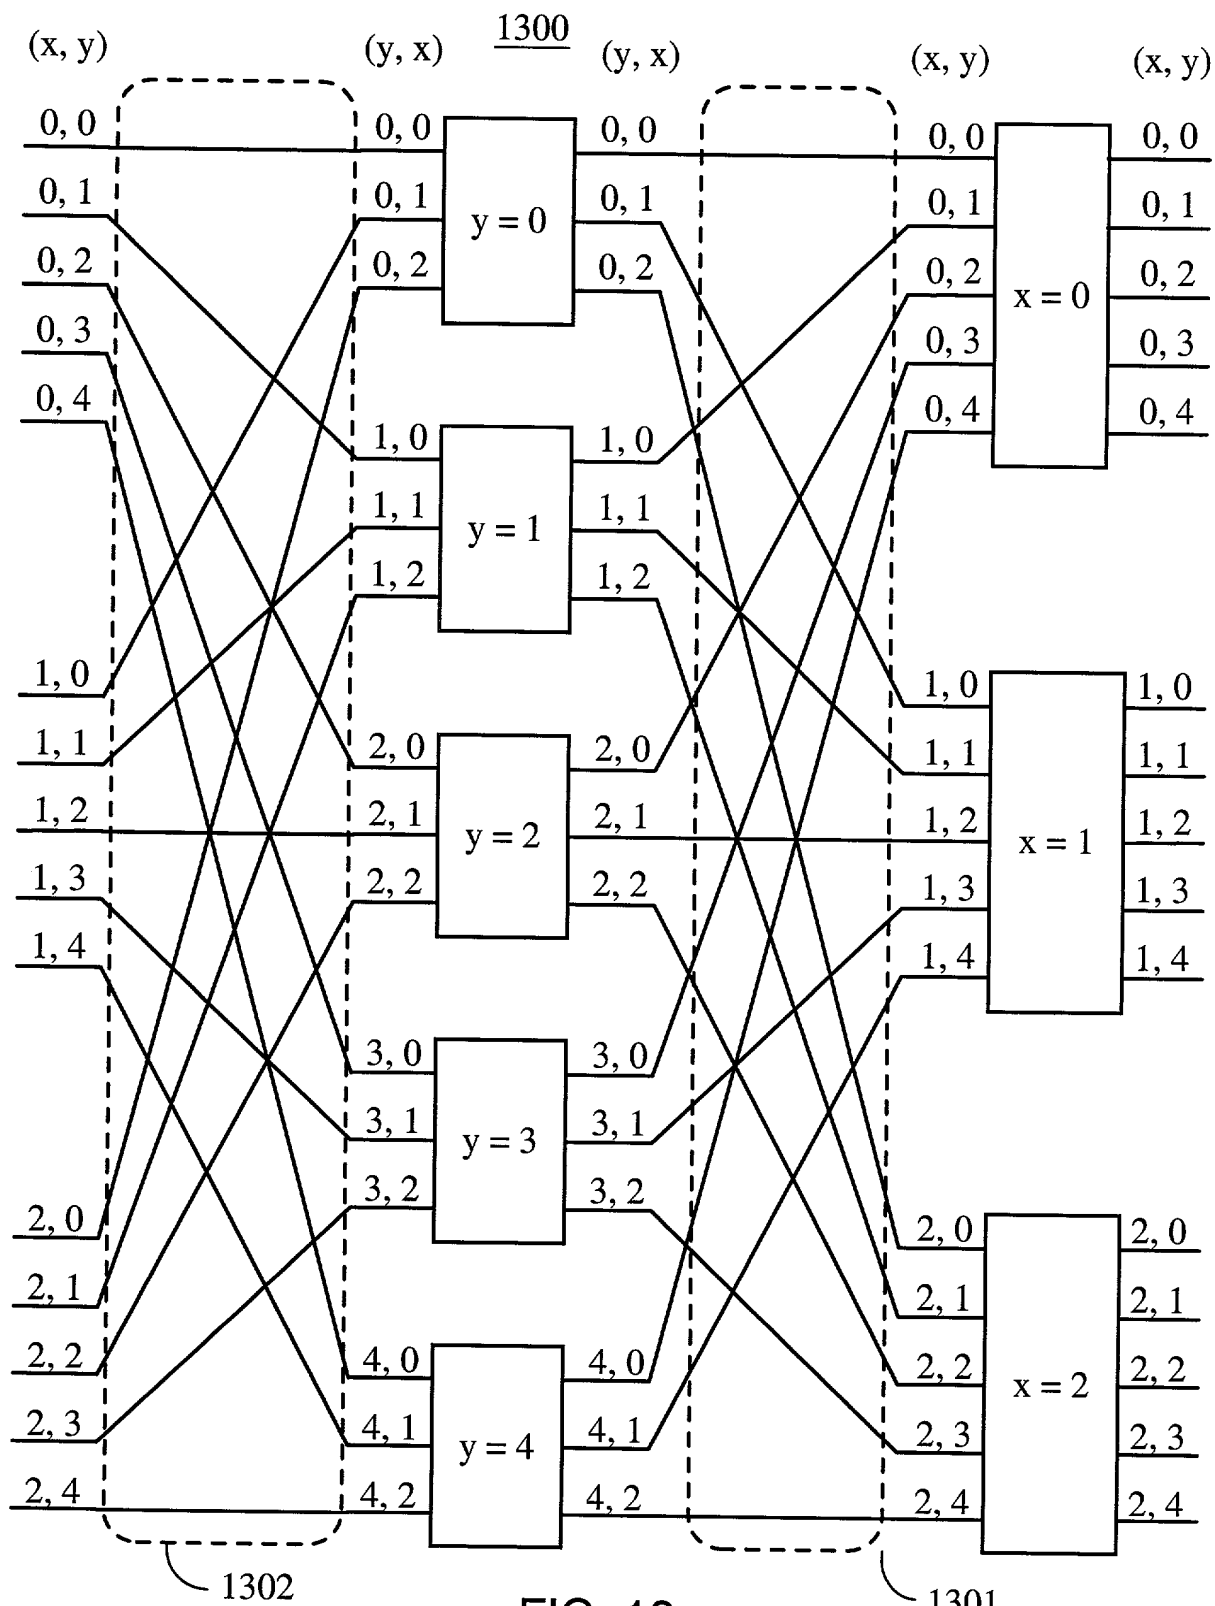 1300
(x, y) (y, x) (y, x) (x, y) (x, y)
0, 0 0, 0 0, 0 0, 0 0, 0
0, 1 0, 1 y = 0 0, 1 0, 1 0, 1
0, 2 0, 2 0, 2 0, 2 x = 0 0, 2
0, 3 0, 3 0, 3
0, 4 0, 4 0, 4
1, 0 1, 0
1, 1 y = 1 1, 1
1, 2 1, 2
1, 0 1, 0 1, 0
1, 1 2, 0 2, 0 1, 1 1, 1
1, 2 2, 1 y = 2 2, 1 1, 2 x = 1 1, 2
1, 3 2, 2 2, 2 1, 3 1, 3
1, 4 1, 4 1, 4
3, 0 3, 0
3, 1 y = 3 3, 1
3, 2 3, 2
2, 0 2, 0 2, 0
2, 1 2, 1 2, 1
2, 2 4, 0 4, 0 2, 2 x = 2 2, 2
2, 3 4, 1 y = 4 4, 1 2, 3 2, 3
2, 4 4, 2 4, 2 2, 4 2, 4
1302 1301